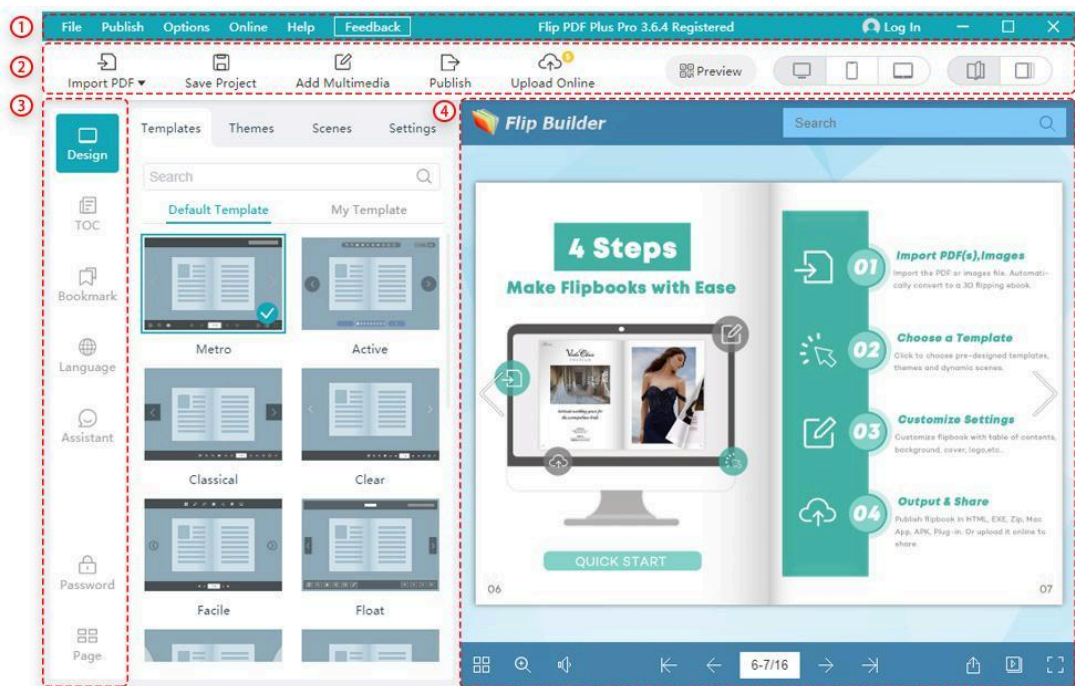 ① File Publish Options Online Help Feedback Flip PDF Plus Pro 3.6.4 Registered Log In
② Import PDF Save Project Add Multimedia Publish Upload Online Preview
③
Design
TOC
Bookmark
Language
Assistant
Password
Page
Templates Themes Scenes Settings
Search
Default Template My Template
Metro Active
Classical Clear
Facile Float
④ Flip Builder Search
4 Steps
Make Flipbooks with Ease
QUICK START
06
01 Import PDF(s),Images
Import the PDF or images file. Automati-
cally convert to a 3D flipping ebook.
02 Choose a Template
Click to choose pre-designed templates,
themes and dynamic scenes.
03 Customize Settings
Customize flipbook with table of contents,
background, cover, logo,etc.
04 Output & Share
Publish flipbook in HTML, EXE, Zip, Mac
App, APK, Plug-in. Or upload it online to
share.
07
6-7/16